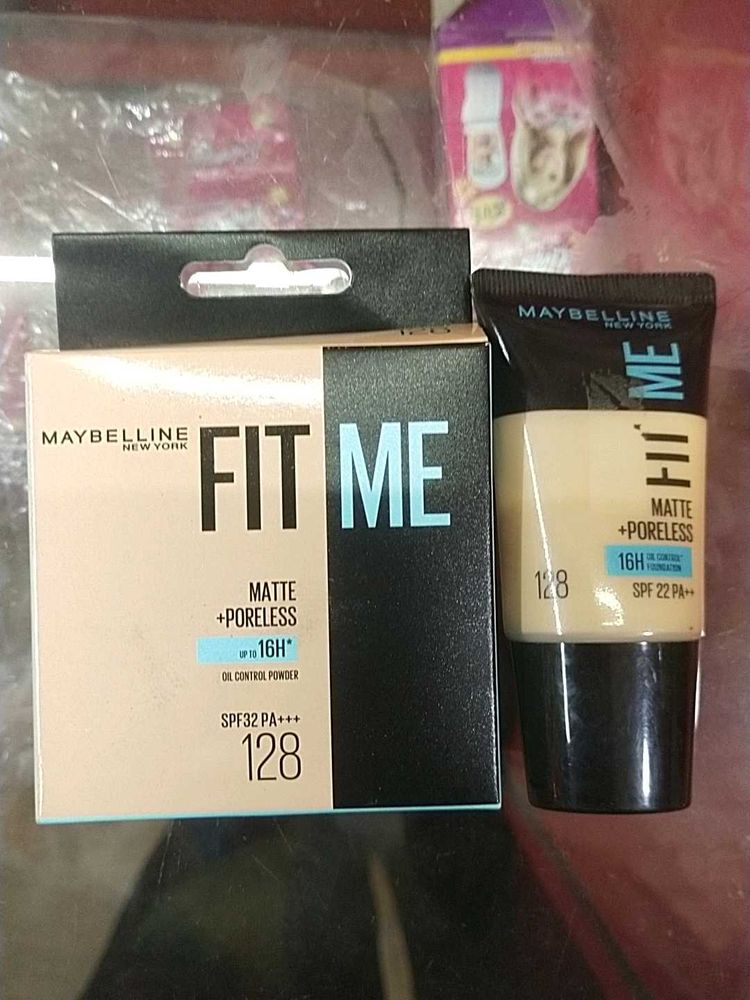 MAYBELLINE
NEW YORK
FIT ME
MATTE
+PORELESS
UP TO 16H*
OIL CONTROL POWDER
SPF32 PA+++
128
MAYBELLINE
NEW YORK
FIT ME
MATTE
+PORELESS
16H OIL CONTROL*
FOUNDATION
128
SPF 22 PA++